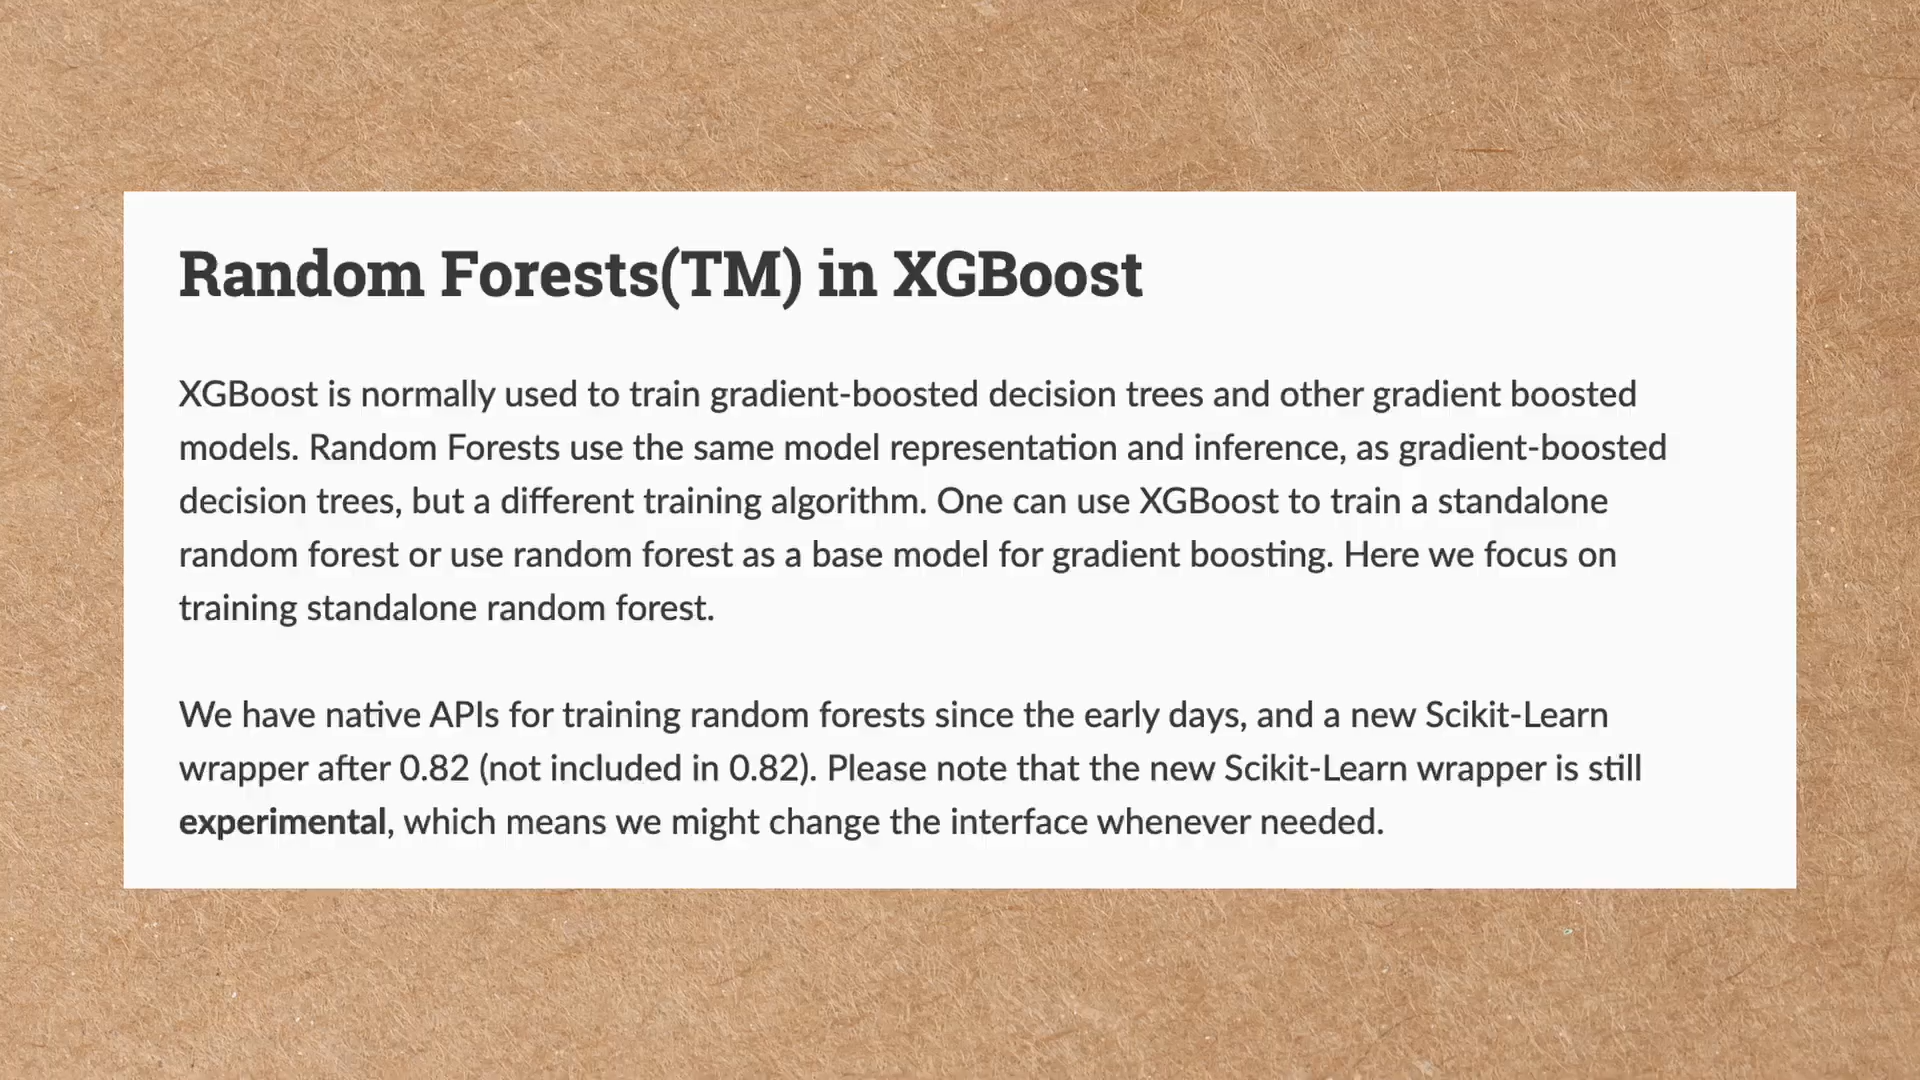 Random Forests(TM) in XGBoost
XGBoost is normally used to train gradient-boosted decision trees and other gradient boosted
models. Random Forests use the same model representation and inference, as gradient-boosted
decision trees, but a different training algorithm. One can use XGBoost to train a standalone
random forest or use random forest as a base model for gradient boosting. Here we focus on
training standalone random forest.
We have native APIs for training random forests since the early days, and a new Scikit-Learn
wrapper after 0.82 (not included in 0.82). Please note that the new Scikit-Learn wrapper is still
experimental, which means we might change the interface whenever needed.